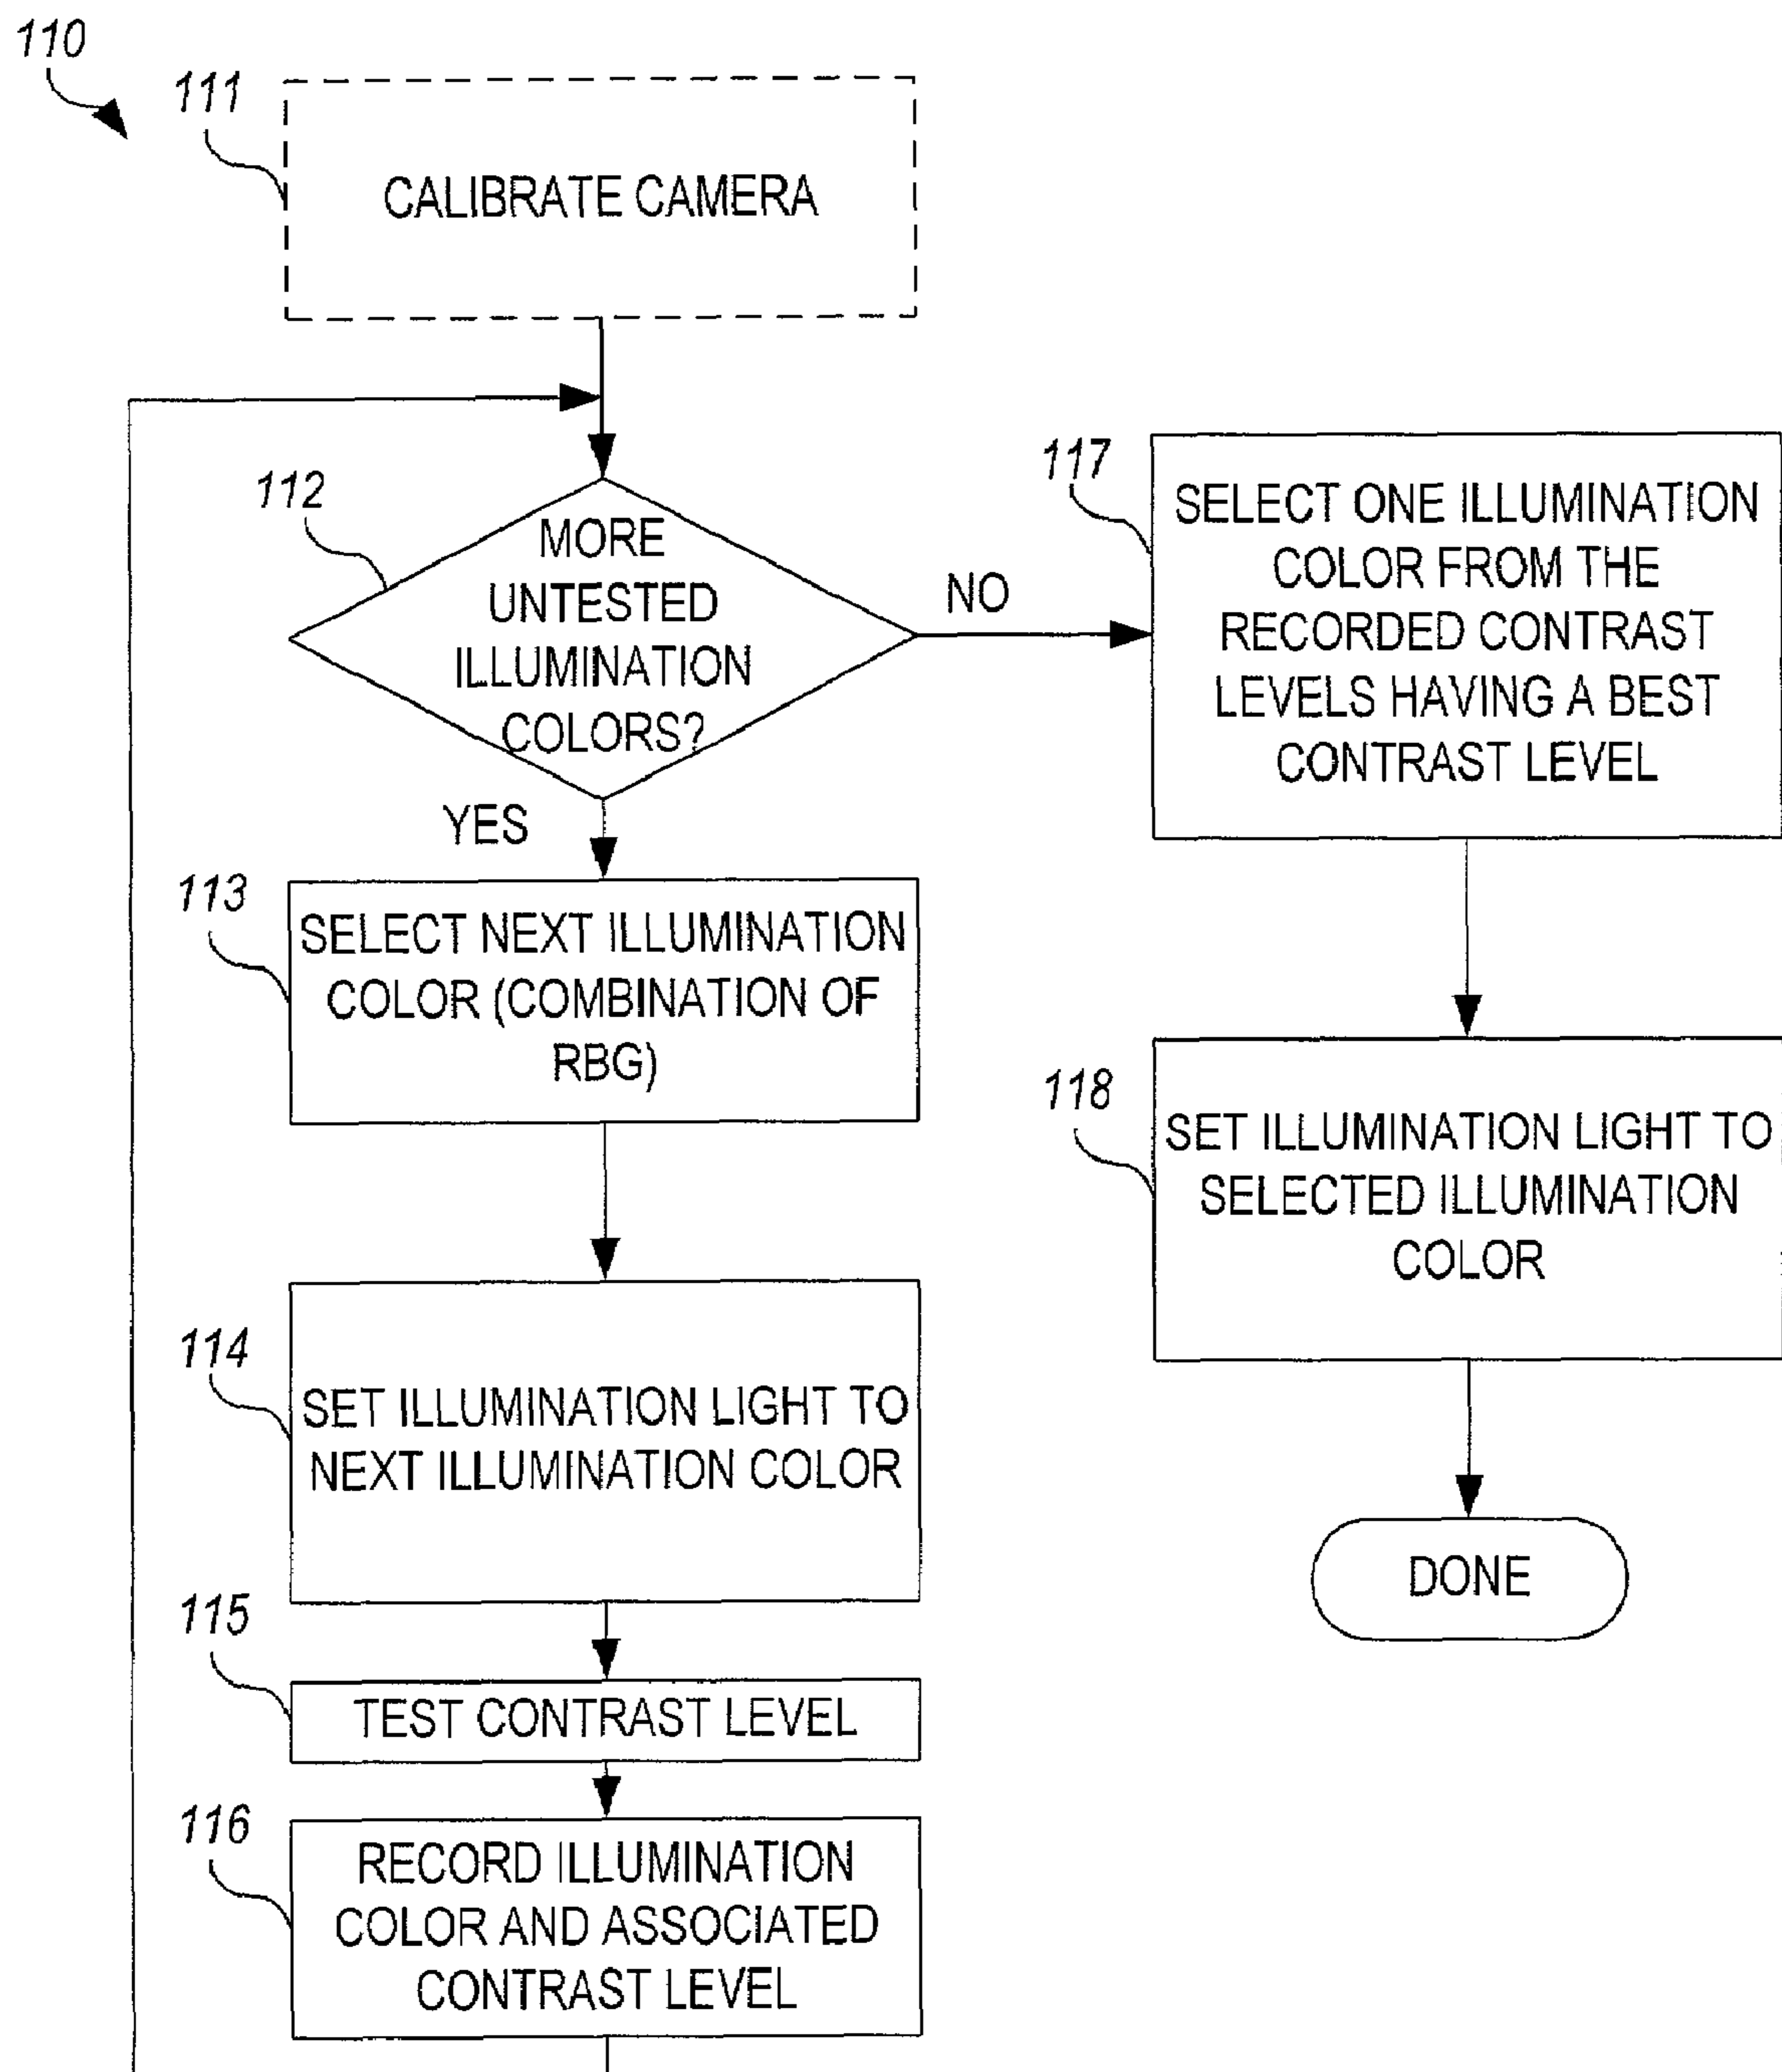 110
111
CALIBRATE CAMERA
112
MORE
UNTESTED
ILLUMINATION
COLORS?
NO
YES
113
SELECT NEXT ILLUMINATION
COLOR (COMBINATION OF
RBG)
114
SET ILLUMINATION LIGHT TO
NEXT ILLUMINATION COLOR
115
TEST CONTRAST LEVEL
116
RECORD ILLUMINATION
COLOR AND ASSOCIATED
CONTRAST LEVEL
117
SELECT ONE ILLUMINATION
COLOR FROM THE
RECORDED CONTRAST
LEVELS HAVING A BEST
CONTRAST LEVEL
118
SET ILLUMINATION LIGHT TO
SELECTED ILLUMINATION
COLOR
DONE